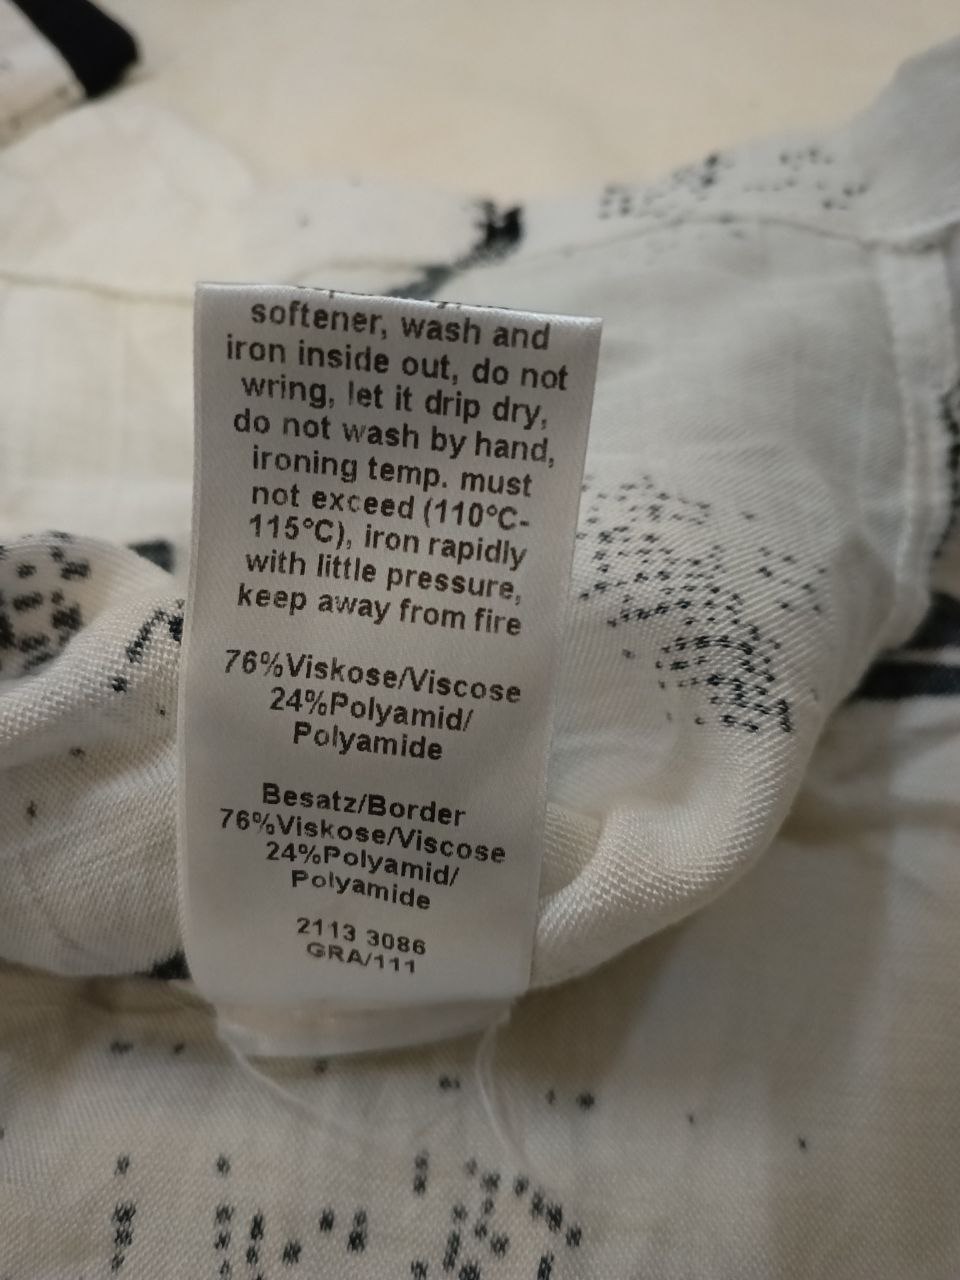 softener, wash and
iron inside out, do not
wring, let it drip dry,
do not wash by hand,
ironing temp. must
not exceed (110°C-
115°C), iron rapidly
with little pressure,
keep away from fire
76%Viskose/Viscose
24%Polyamid/
Polyamide
Besatz/Border
76%Viskose/Viscose
24%Polyamid/
Polyamide
2113 3086
GRA/111